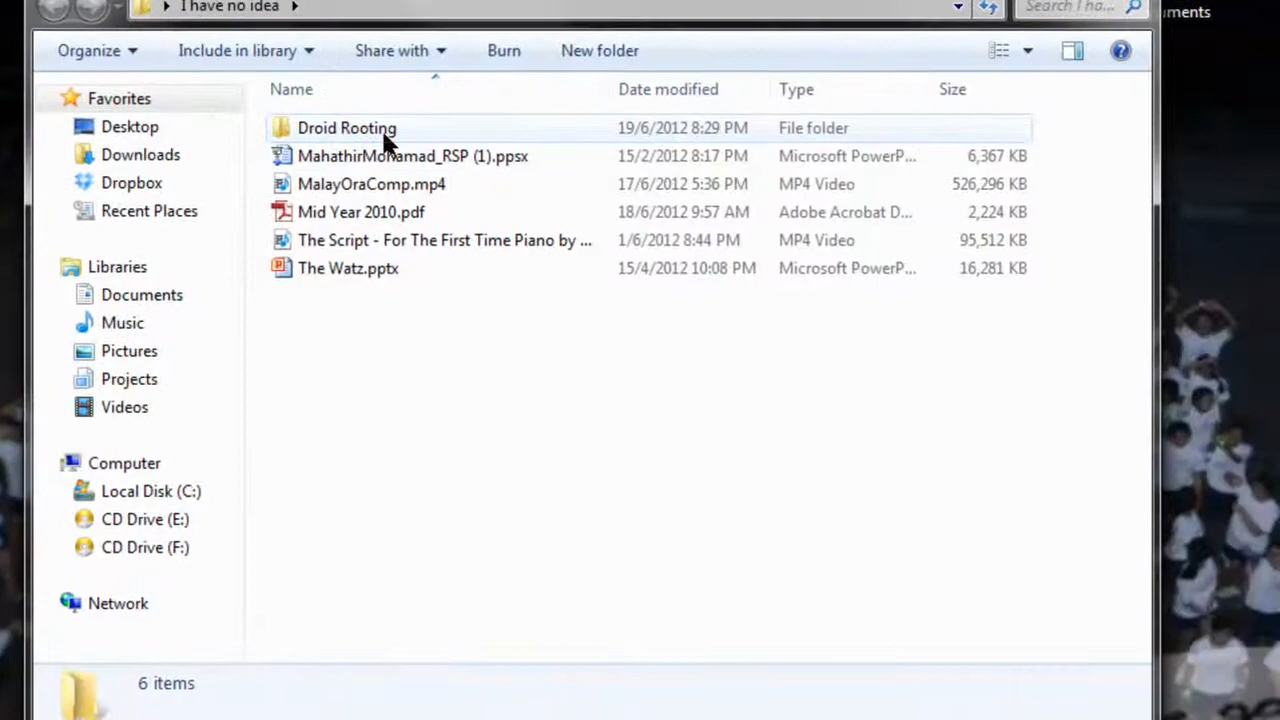 I have no idea
Search I ha...
uments
Organize
Include in library
Share with
Burn
New folder
Name
Date modified
Type
Size
Favorites
Desktop
Downloads
Dropbox
Recent Places
Libraries
Documents
Music
Pictures
Projects
Videos
Computer
Local Disk (C:)
CD Drive (E:)
CD Drive (F:)
Network
Droid Rooting 19/6/2012 8:29 PM File folder
MahathirMohamad_RSP (1).ppsx 15/2/2012 8:17 PM Microsoft PowerP... 6,367 KB
MalayOraComp.mp4 17/6/2012 5:36 PM MP4 Video 526,296 KB
Mid Year 2010.pdf 18/6/2012 9:57 AM Adobe Acrobat D... 2,224 KB
The Script - For The First Time Piano by ... 1/6/2012 8:44 PM MP4 Video 95,512 KB
The Watz.pptx 15/4/2012 10:08 PM Microsoft PowerP... 16,281 KB
6 items